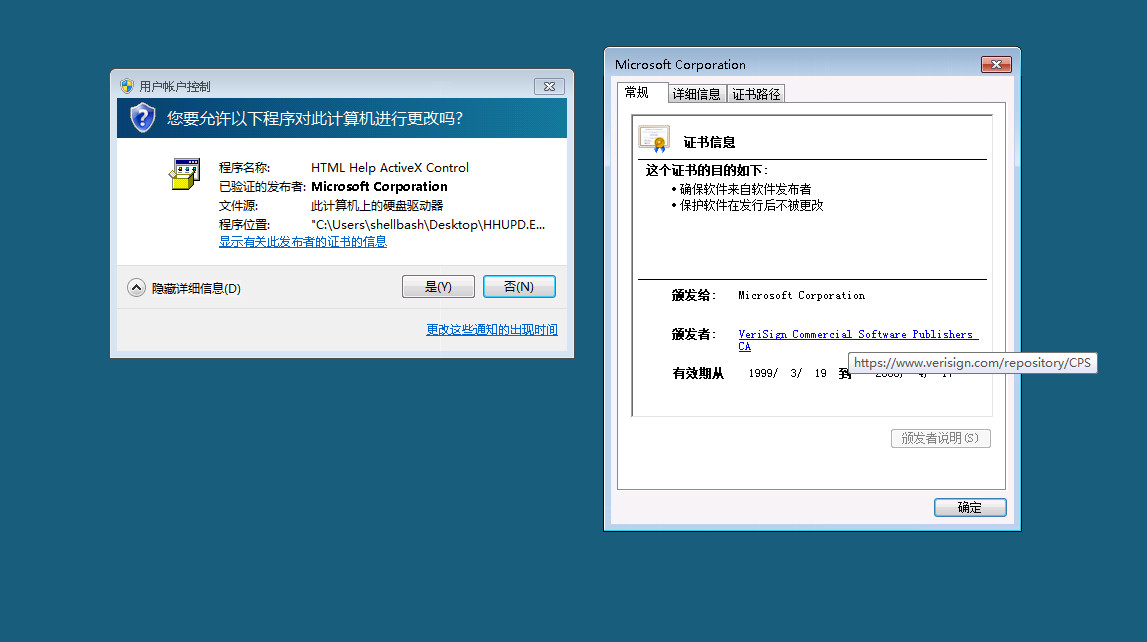 用户帐户控制
您要允许以下程序对此计算机进行更改吗?
程序名称: HTML Help ActiveX Control
已验证的发布者: Microsoft Corporation
文件源: 此计算机上的硬盘驱动器
程序位置: "C:\Users\shellbash\Desktop\HHUPD.E...
显示有关此发布者的证书的信息
隐藏详细信息(D)
是(Y)
否(N)
更改这些通知的出现时间
Microsoft Corporation
常规 详细信息 证书路径
证书信息
这个证书的目的如下:
• 确保软件来自软件发布者
• 保护软件在发行后不被更改
颁发给: Microsoft Corporation
颁发者: VeriSign Commercial Software Publishers
CA
https://www.verisign.com/repository/CPS
有效期从 1999/ 3/ 19 到
颁发者说明(S)
确定